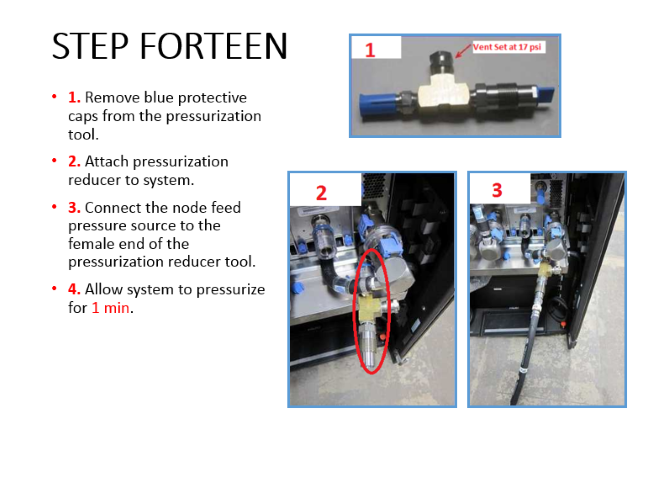 STEP FORTEEN
• 1. Remove blue protective
caps from the pressurization
tool.
• 2. Attach pressurization
reducer to system.
• 3. Connect the node feed
pressure source to the
female end of the
pressurization reducer tool.
• 4. Allow system to pressurize
for 1 min.
1
Vent Set at 17 psi
2
3